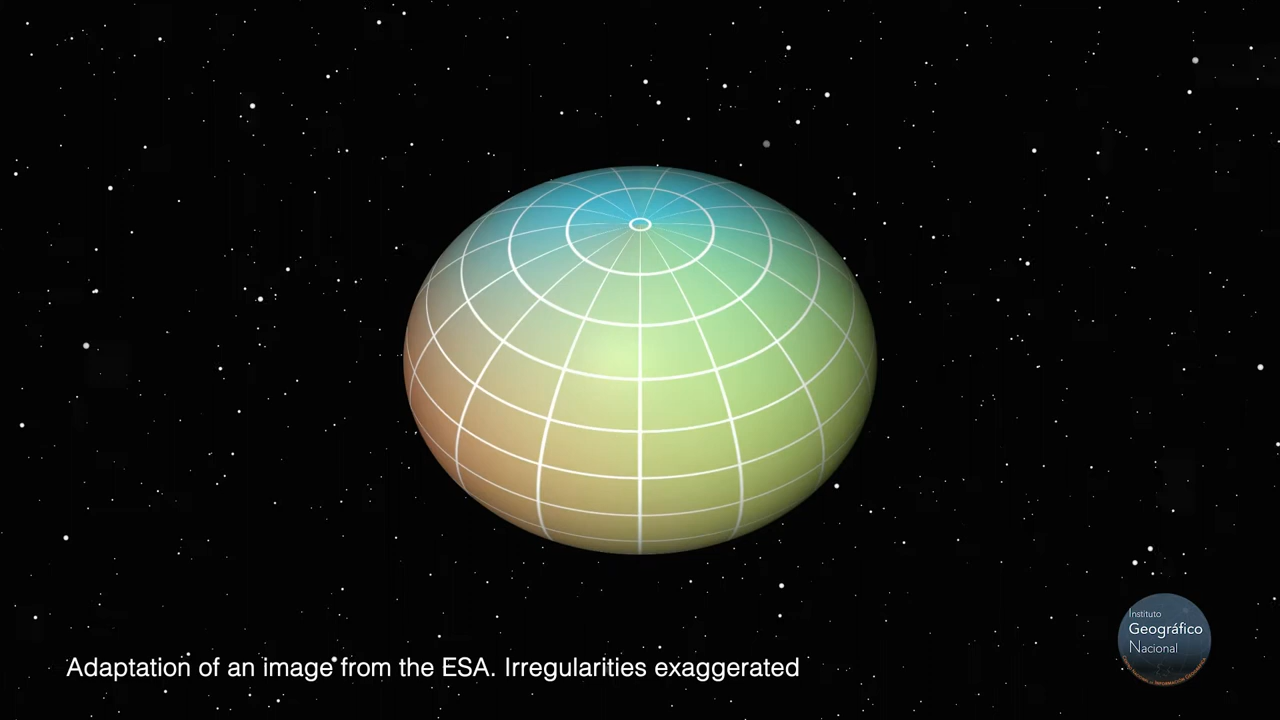 Instituto
Geográfico
Nacional
Adaptation of an image from the ESA. Irregularities exaggerated